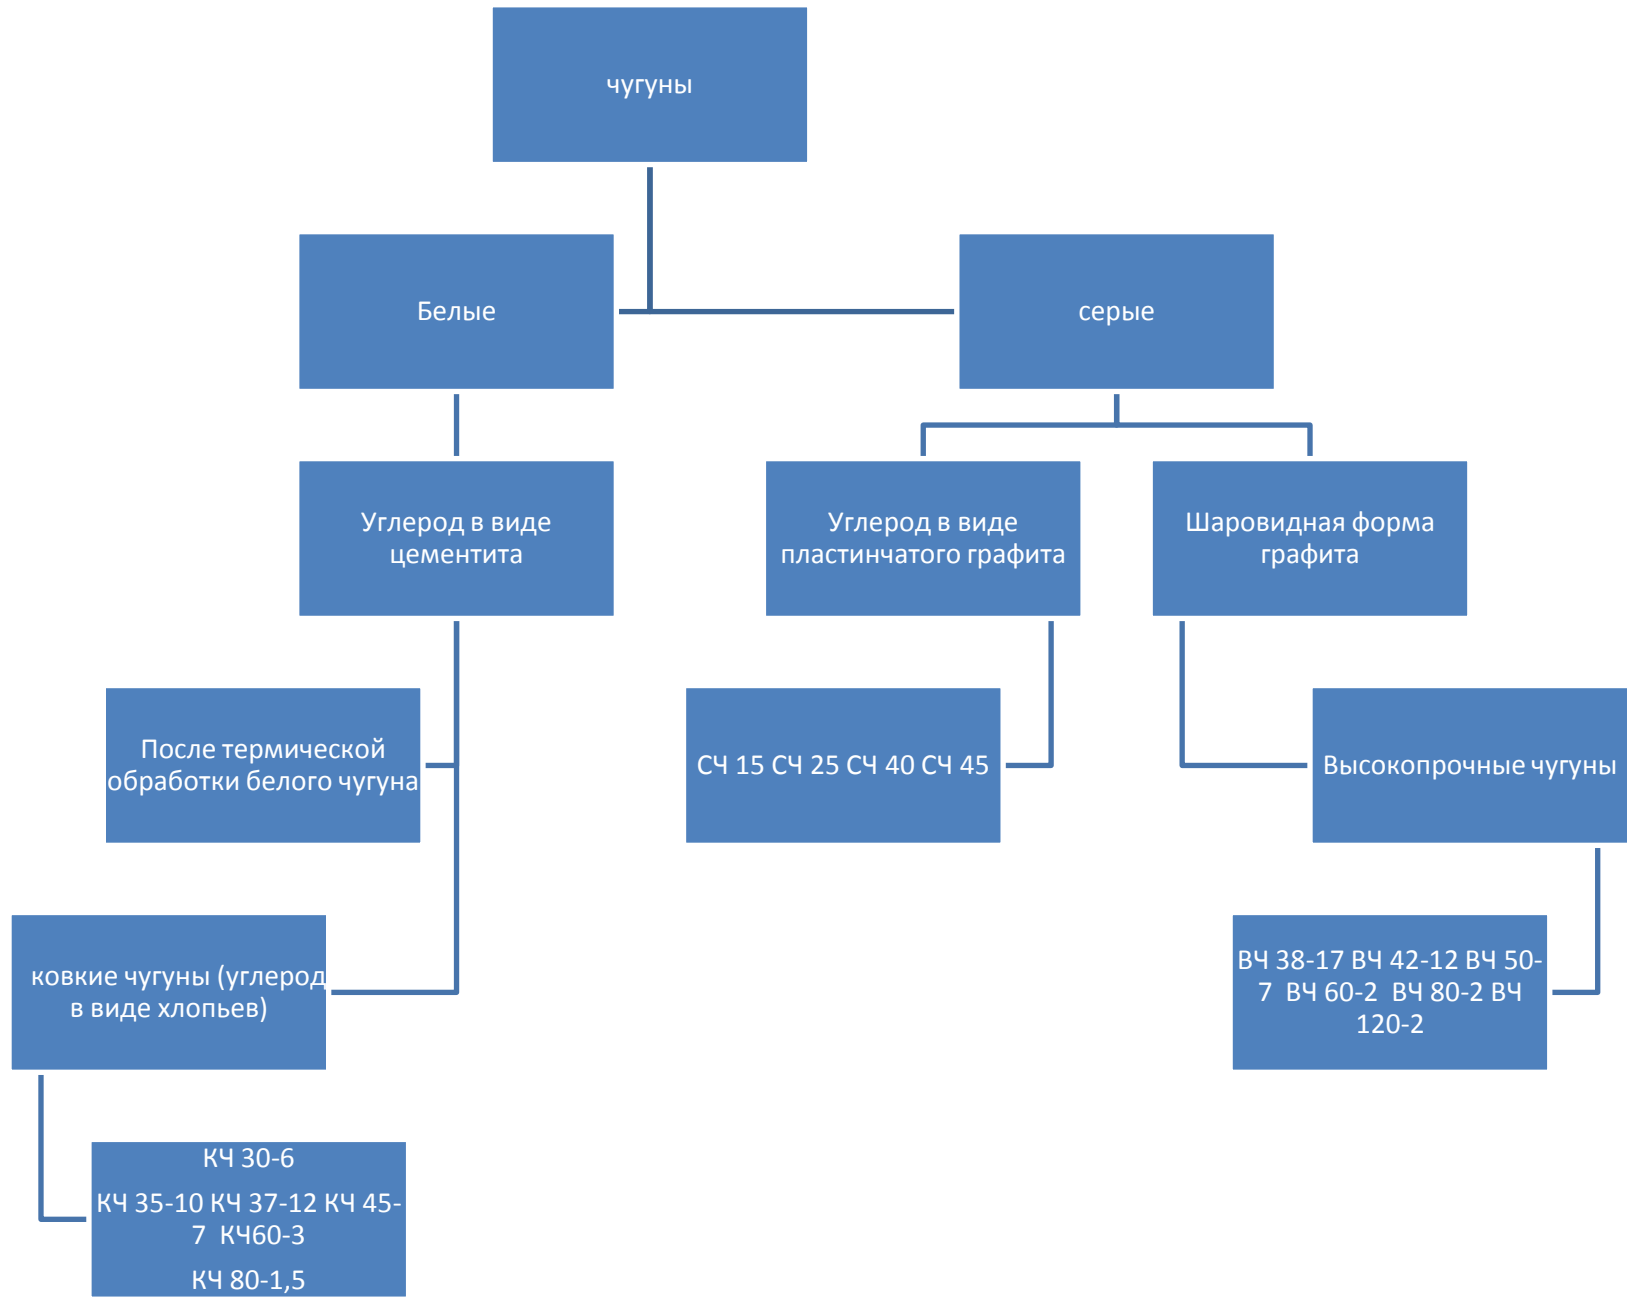 чугуны
Белые
серые
Углерод в виде
цементита
Углерод в виде
пластинчатого графита
Шаровидная форма
графита
После термической
обработки белого чугуна
СЧ 15 СЧ 25 СЧ 40 СЧ 45
Высокопрочные чугуны
ковкие чугуны (углерод
в виде хлопьев)
ВЧ 38-17 ВЧ 42-12 ВЧ 50-
7 ВЧ 60-2 ВЧ 80-2 ВЧ
120-2
КЧ 30-6
КЧ 35-10 КЧ 37-12 КЧ 45-
7 КЧ60-3
КЧ 80-1,5